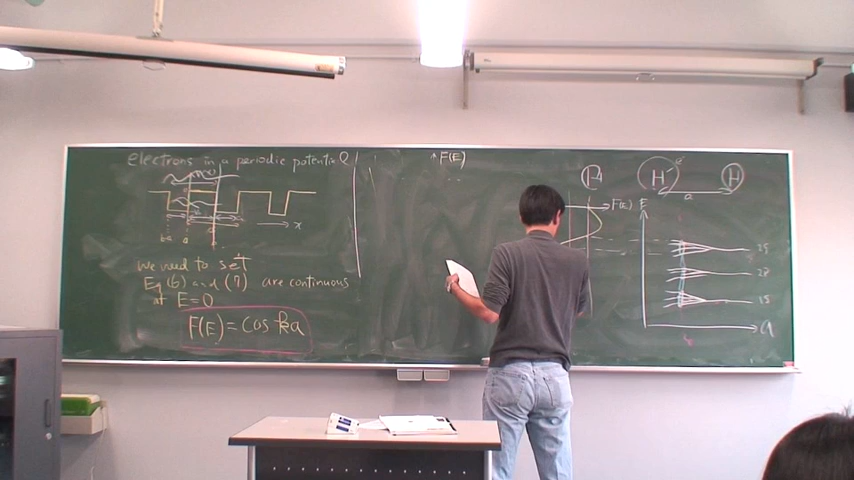 electrons in a periodic potential
x
we need to set
Eq (6) and (7) are continuous
at E=0
F(E) = cos ka
F(E)
F(E)
H
H
a
H
E
2S
1S
a